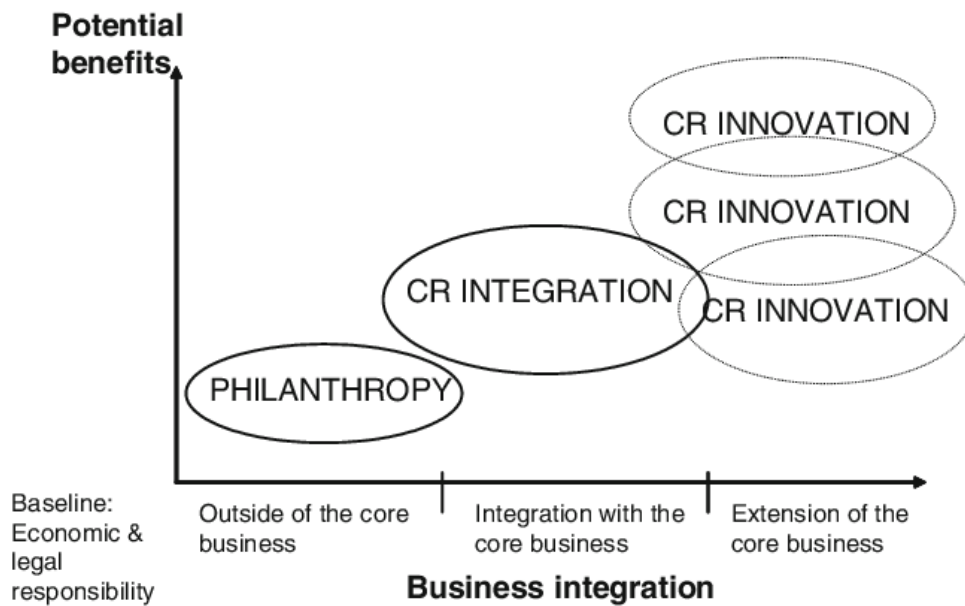 Potential
benefits
CR INNOVATION
CR INNOVATION
CR INTEGRATION
CR INNOVATION
PHILANTHROPY
Baseline:
Economic &
legal
responsibility
Outside of the core
business
Integration with the
core business
Extension of the
core business
Business integration